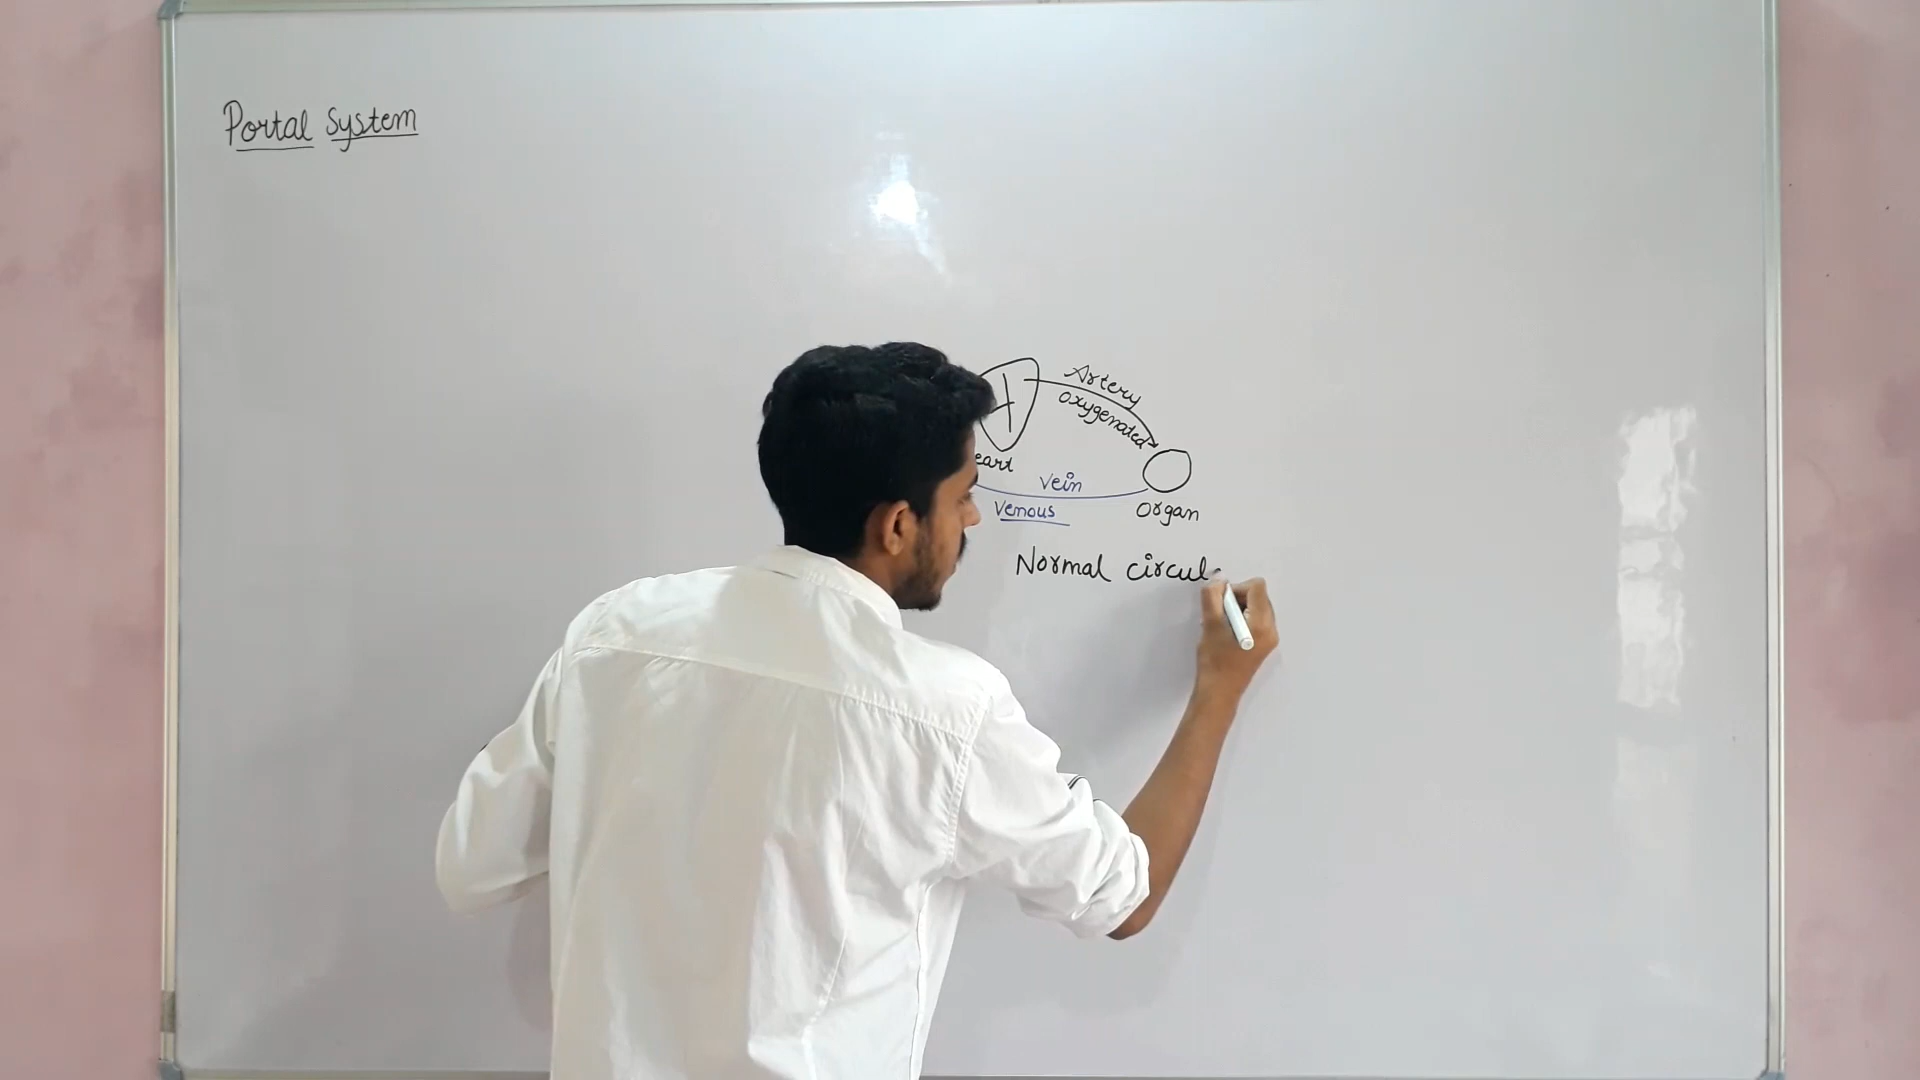 Portal System
Artery
oxygenated
eart
vein
Venous
Organ
Normal circul